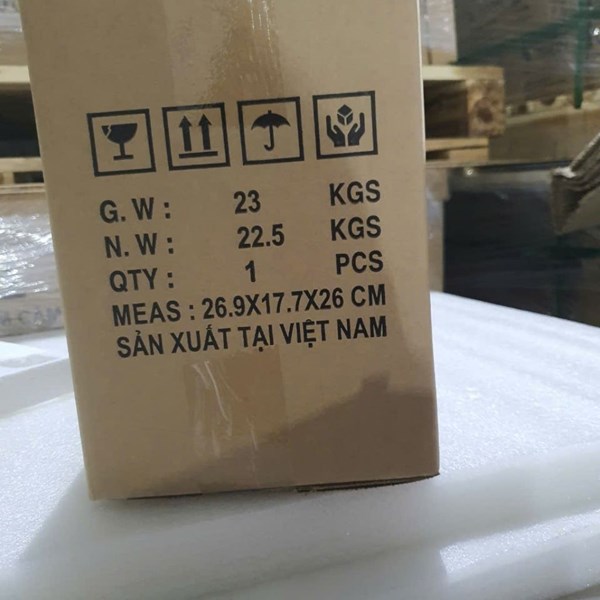 G. W : 23 KGS
N. W : 22.5 KGS
QTY : 1 PCS
MEAS : 26.9X17.7X26 CM
SẢN XUẤT TẠI VIỆT NAM